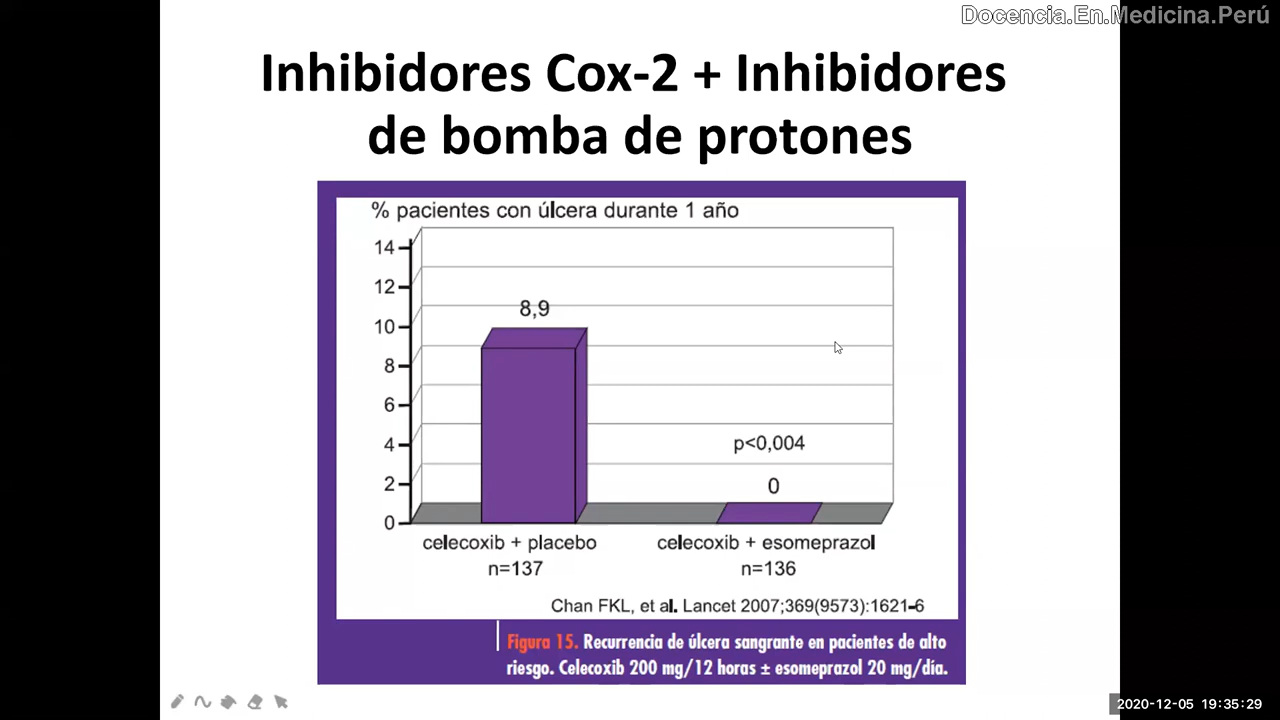 Docencia.En.Medicina.Perú
Inhibidores Cox-2 + Inhibidores
de bomba de protones
% pacientes con úlcera durante 1 año
14
12
10
8
6
4
2
0
8,9
p<0,004
0
celecoxib + placebo
n=137
celecoxib + esomeprazol
n=136
Chan FKL, et al. Lancet 2007;369(9573):1621-6
Figura 15. Recurrencia de úlcera sangrante en pacientes de alto
riesgo. Celecoxib 200 mg/12 horas ± esomeprazol 20 mg/día.
2020-12-05 19:35:29